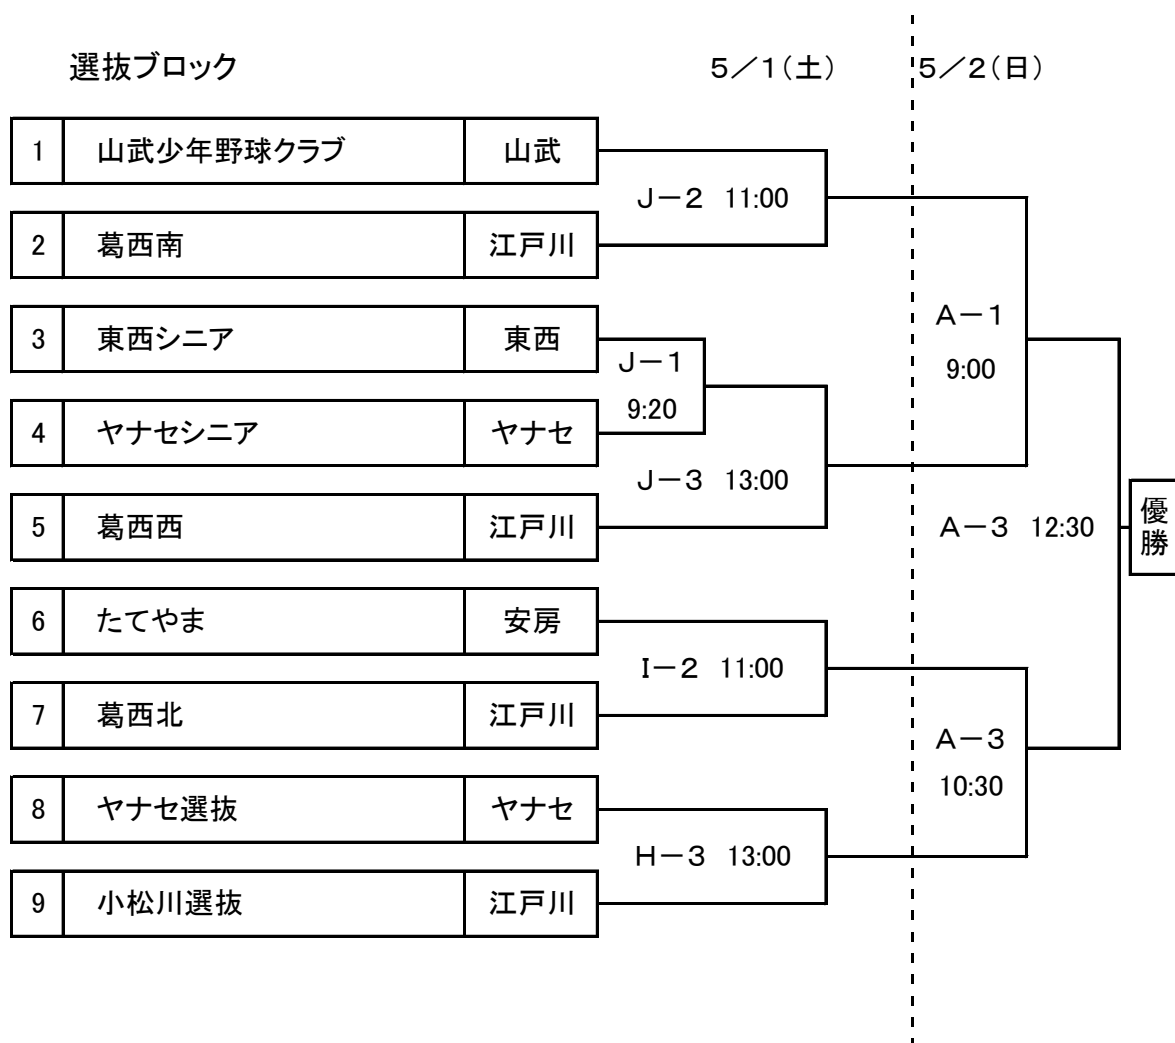 選抜ブロック 5／1（土） 5／2（日）
1 山武少年野球クラブ 山武
J－2 11:00
2 葛西南 江戸川
A－1
3 東西シニア 東西
J－1
9:00
9:20
4 ヤナセシニア ヤナセ
J－3 13:00
5 葛西西 江戸川
A－3 12:30
優勝
6 たてやま 安房
I－2 11:00
7 葛西北 江戸川
A－3
10:30
8 ヤナセ選抜 ヤナセ
H－3 13:00
9 小松川選抜 江戸川